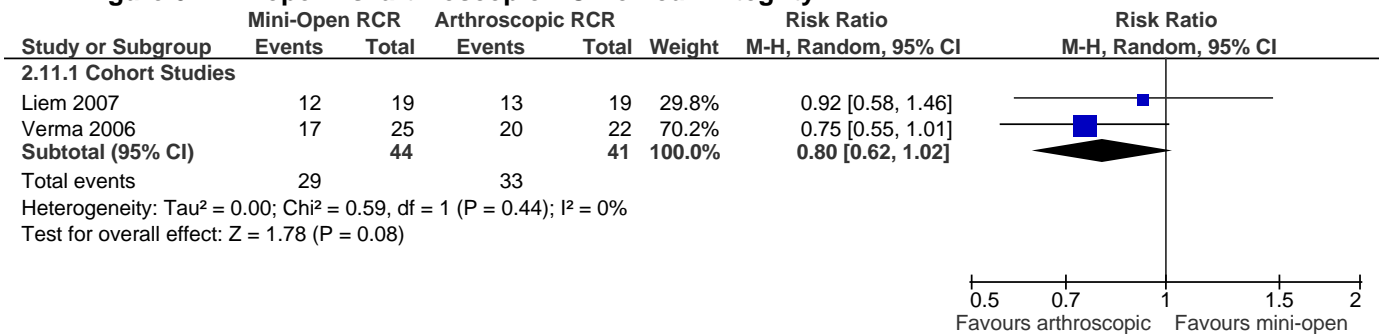 Mini-Open RCR Arthroscopic RCR Risk Ratio Risk Ratio
Study or Subgroup Events Total Events Total Weight M-H, Random, 95% CI M-H, Random, 95% CI
2.11.1 Cohort Studies
Liem 2007 12 19 13 19 29.8% 0.92 [0.58, 1.46]
Verma 2006 17 25 20 22 70.2% 0.75 [0.55, 1.01]
Subtotal (95% CI) 44 41 100.0% 0.80 [0.62, 1.02]
Total events 29 33
Heterogeneity: Tau² = 0.00; Chi² = 0.59, df = 1 (P = 0.44); I² = 0%
Test for overall effect: Z = 1.78 (P = 0.08)
0.5 0.7 1 1.5 2
Favours arthroscopic Favours mini-open